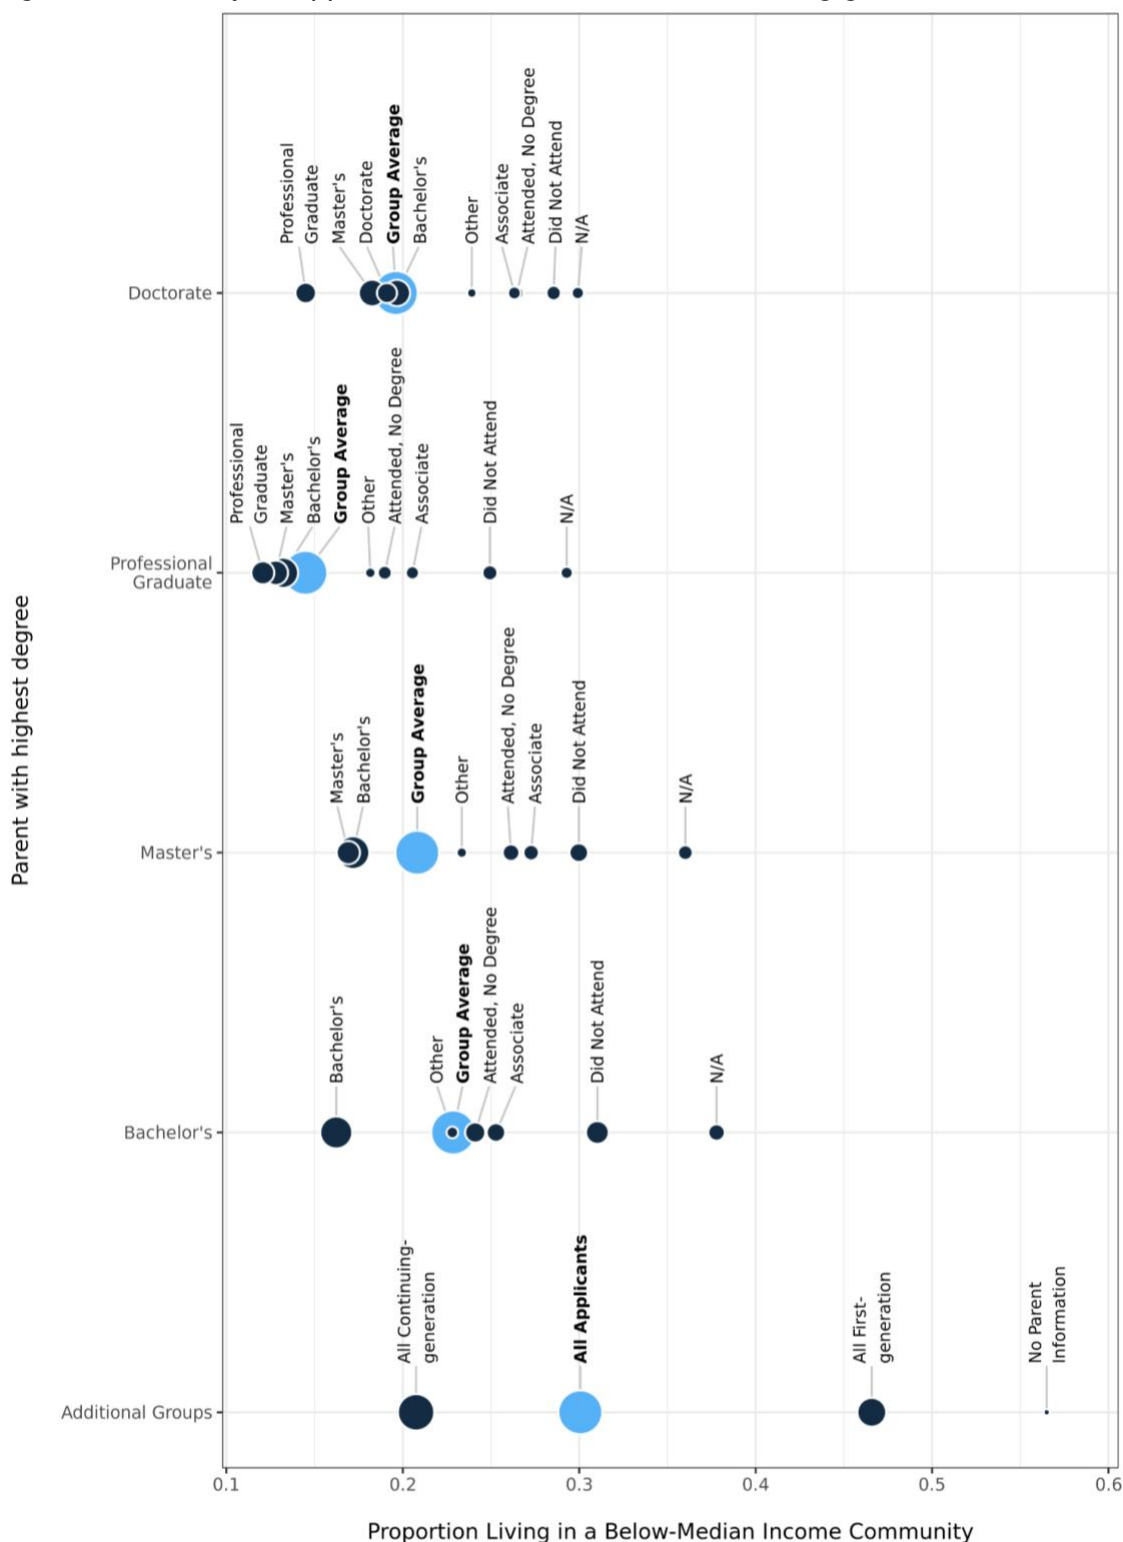 Professional
Graduate
Master's
Doctorate
Group Average
Bachelor's
Other
Associate
Attended, No Degree
Did Not Attend
N/A
Doctorate
Professional
Graduate
Master's
Bachelor's
Group Average
Other
Attended, No Degree
Associate
Did Not Attend
N/A
Professional
Graduate
Master's
Bachelor's
Group Average
Other
Attended, No Degree
Associate
Did Not Attend
N/A
Master's
Parent with highest degree
Bachelor's
Other
Group Average
Attended, No Degree
Associate
Did Not Attend
N/A
Bachelor's
All Continuing-
generation
All Applicants
All First-
generation
No Parent
Information
Additional Groups
0.1 0.2 0.3 0.4 0.5 0.6
Proportion Living in a Below-Median Income Community